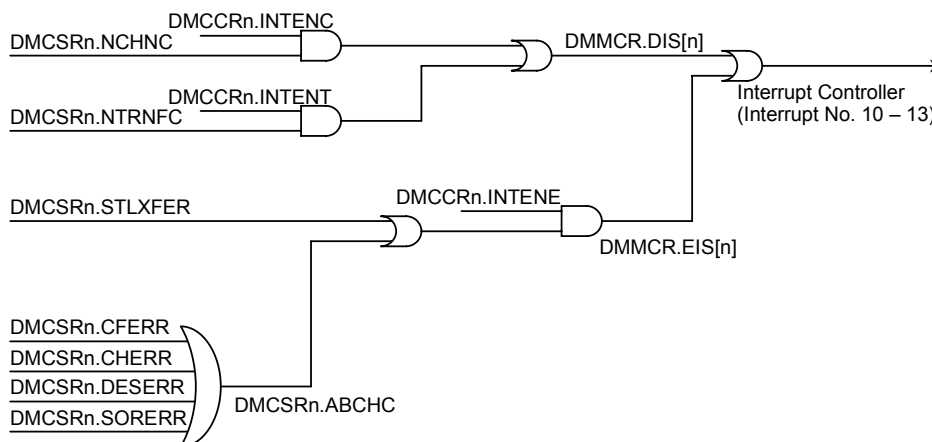 DMCCRn.INTENC
DMCSRn.NCHNC
DMMCR.DIS[n]
Interrupt Controller
(Interrupt No. 10 – 13)
DMCCRn.INTENT
DMCSRn.NTRNFC
DMCCRn.INTENE
DMCSRn.STLXFER
DMMCR.EIS[n]
DMCSRn.CFERR
DMCSRn.CHERR
DMCSRn.DESERR
DMCSRn.SORERR
DMCSRn.ABCHC